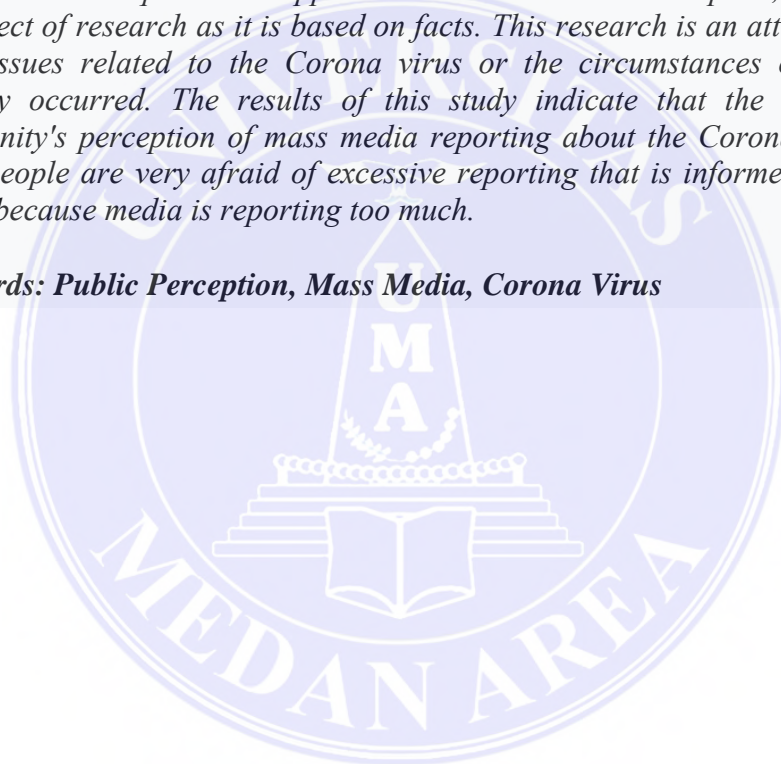 ect of research as it is based on facts. This research is an att
ssues related to the Corona virus or the circumstances
y occurred. The results of this study indicate that the
nity's perception of mass media reporting about the Coron
eople are very afraid of excessive reporting that is informe
because media is reporting too much.
rds: Public Perception, Mass Media, Corona Virus
UNIVERSITAS
UMA
MEDAN AREA